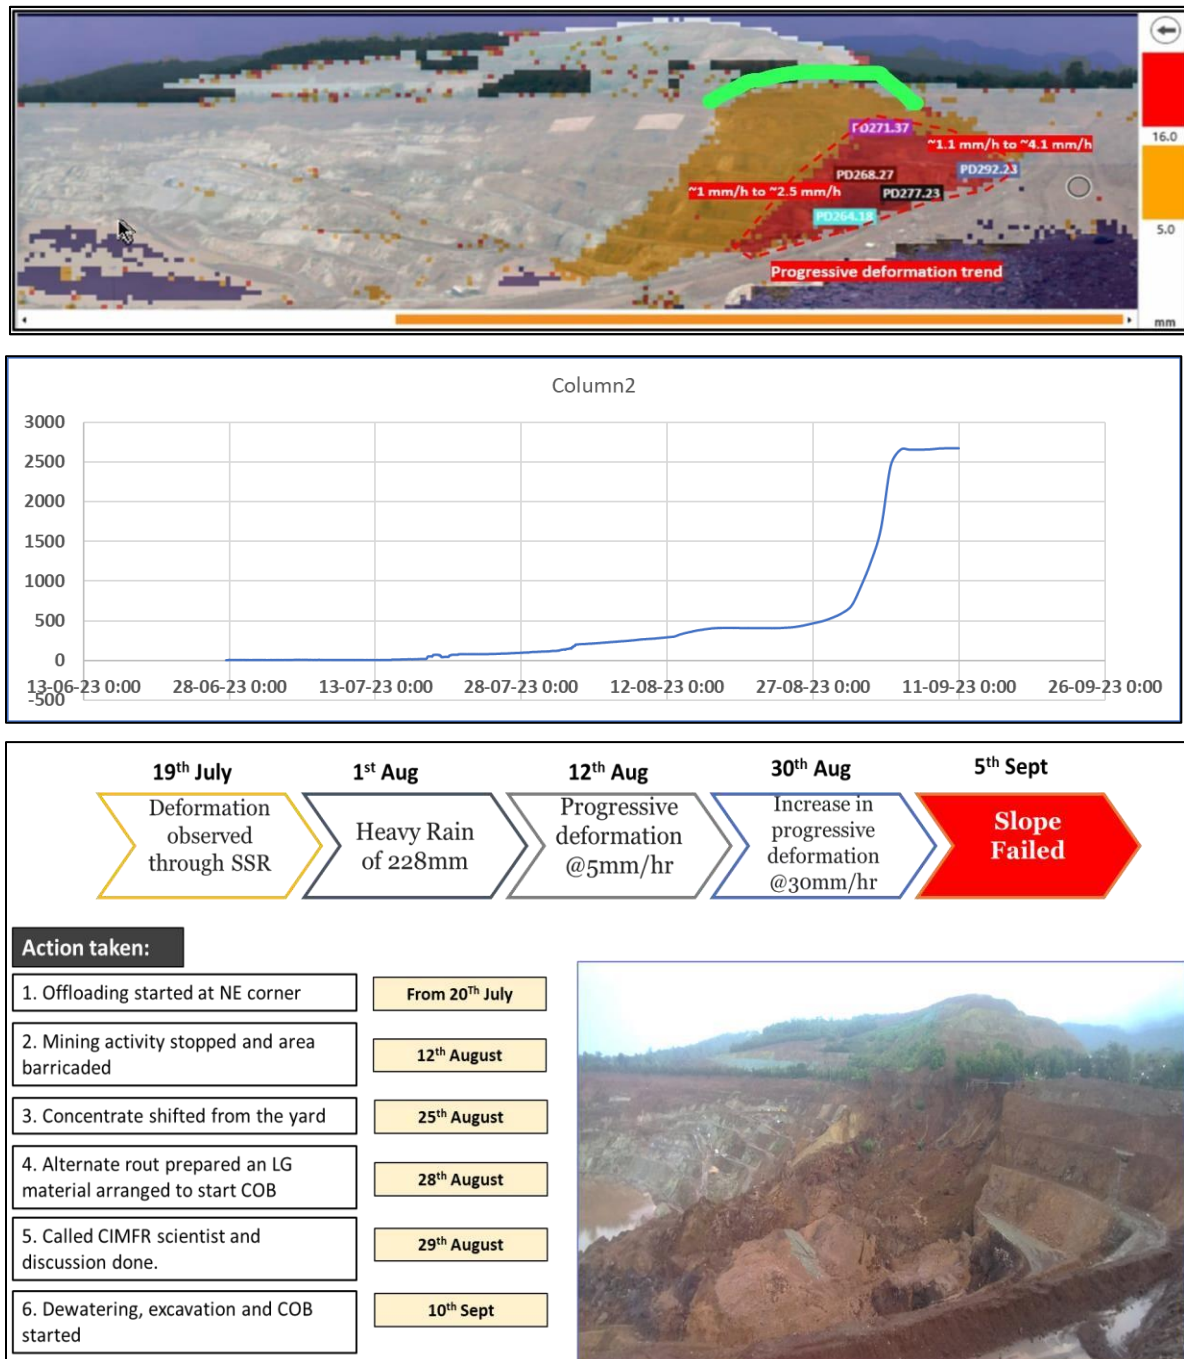 16.0
5.0
mm
PD271.37
~1.1 mm/h to ~4.1 mm/h
PD268.27
PD292.23
~1 mm/h to ~2.5 mm/h
PD277.23
PD264.18
Progressive deformation trend
Column2
3000
2500
2000
1500
1000
500
0
-500
13-06-23 0:00
28-06-23 0:00
13-07-23 0:00
28-07-23 0:00
12-08-23 0:00
27-08-23 0:00
11-09-23 0:00
26-09-23 0:00
19th July
Deformation
observed
through SSR
1st Aug
Heavy Rain
of 228mm
12th Aug
Progressive
deformation
@5mm/hr
30th Aug
Increase in
progressive
deformation
@30mm/hr
5th Sept
Slope
Failed
Action taken:
1. Offloading started at NE corner
From 20Th July
2. Mining activity stopped and area
barricaded
12th August
3. Concentrate shifted from the yard
25th August
4. Alternate rout prepared an LG
material arranged to start COB
28th August
5. Called CIMFR scientist and
discussion done.
29th August
6. Dewatering, excavation and COB
started
10th Sept